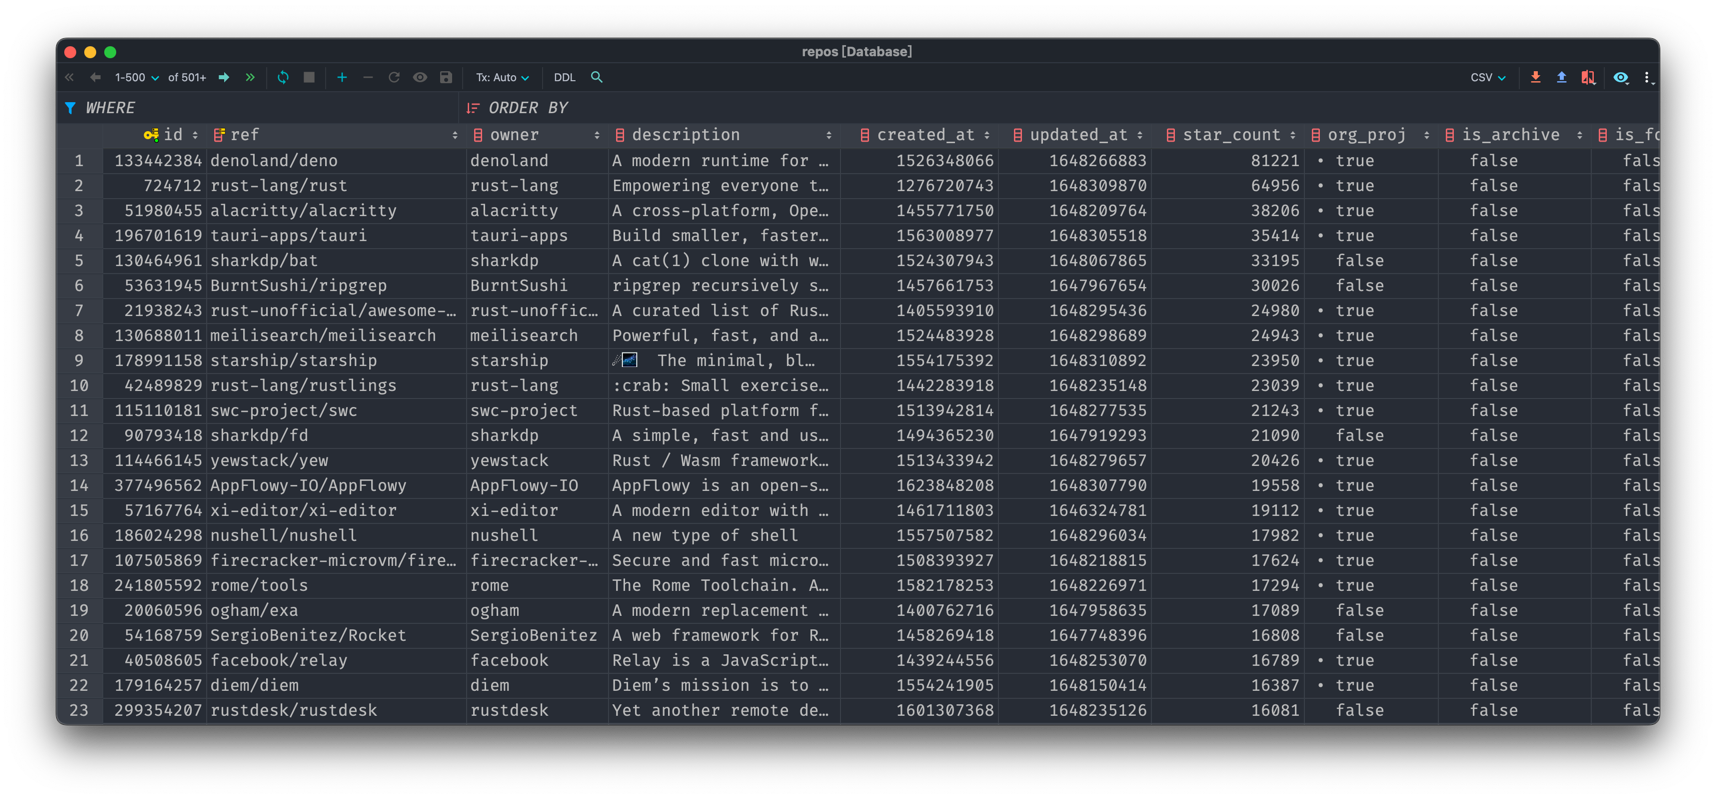 repos [Database]
1-500 of 501+ Tx: Auto DDL CSV
WHERE ORDER BY
id ref owner description created_at updated_at star_count org_proj is_archive is_fo
1 133442384 denoland/deno denoland A modern runtime for … 1526348066 1648266883 81221 • true false fals
2 724712 rust-lang/rust rust-lang Empowering everyone t… 1276720743 1648309870 64956 • true false fals
3 51980455 alacritty/alacritty alacritty A cross-platform, Ope… 1455771750 1648209764 38206 • true false fals
4 196701619 tauri-apps/tauri tauri-apps Build smaller, faster… 1563008977 1648305518 35414 • true false fals
5 130464961 sharkdp/bat sharkdp A cat(1) clone with w… 1524307943 1648067865 33195 false false fals
6 53631945 BurntSushi/ripgrep BurntSushi ripgrep recursively s… 1457661753 1647967654 30026 false false fals
7 21938243 rust-unofficial/awesome-… rust-unoffic… A curated list of Rus… 1405593910 1648295436 24980 • true false fals
8 130688011 meilisearch/meilisearch meilisearch Powerful, fast, and a… 1524483928 1648298689 24943 • true false fals
9 178991158 starship/starship starship ☄🌌️ The minimal, bl… 1554175392 1648310892 23950 • true false fals
10 42489829 rust-lang/rustlings rust-lang :crab: Small exercise… 1442283918 1648235148 23039 • true false fals
11 115110181 swc-project/swc swc-project Rust-based platform f… 1513942814 1648277535 21243 • true false fals
12 90793418 sharkdp/fd sharkdp A simple, fast and us… 1494365230 1647919293 21090 false false fals
13 114466145 yewstack/yew yewstack Rust / Wasm framework… 1513433942 1648279657 20426 • true false fals
14 377496562 AppFlowy-IO/AppFlowy AppFlowy-IO AppFlowy is an open-s… 1623848208 1648307790 19558 • true false fals
15 57167764 xi-editor/xi-editor xi-editor A modern editor with … 1461711803 1646324781 19112 • true false fals
16 186024298 nushell/nushell nushell A new type of shell 1557507582 1648296034 17982 • true false fals
17 107505869 firecracker-microvm/fire… firecracker-… Secure and fast micro… 1508393927 1648218815 17624 • true false fals
18 241805592 rome/tools rome The Rome Toolchain. A… 1582178253 1648226971 17294 • true false fals
19 20060596 ogham/exa ogham A modern replacement … 1400762716 1647958635 17089 false false fals
20 54168759 SergioBenitez/Rocket SergioBenitez A web framework for R… 1458269418 1647748396 16808 false false fals
21 40508605 facebook/relay facebook Relay is a JavaScript… 1439244556 1648253070 16789 • true false fals
22 179164257 diem/diem diem Diem’s mission is to … 1554241905 1648150414 16387 • true false fals
23 299354207 rustdesk/rustdesk rustdesk Yet another remote de… 1601307368 1648235126 16081 false false fals